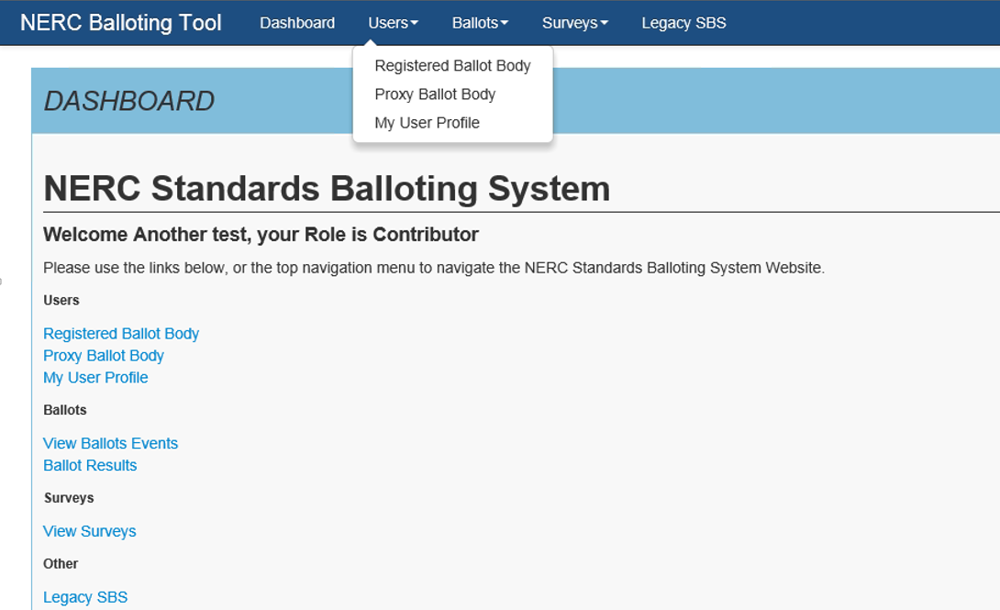 NERC Balloting Tool Dashboard Users Ballots Surveys Legacy SBS
Registered Ballot Body
Proxy Ballot Body
My User Profile
DASHBOARD
NERC Standards Balloting System
Welcome Another test, your Role is Contributor
Please use the links below, or the top navigation menu to navigate the NERC Standards Balloting System Website.
Users
Registered Ballot Body
Proxy Ballot Body
My User Profile
Ballots
View Ballots Events
Ballot Results
Surveys
View Surveys
Other
Legacy SBS